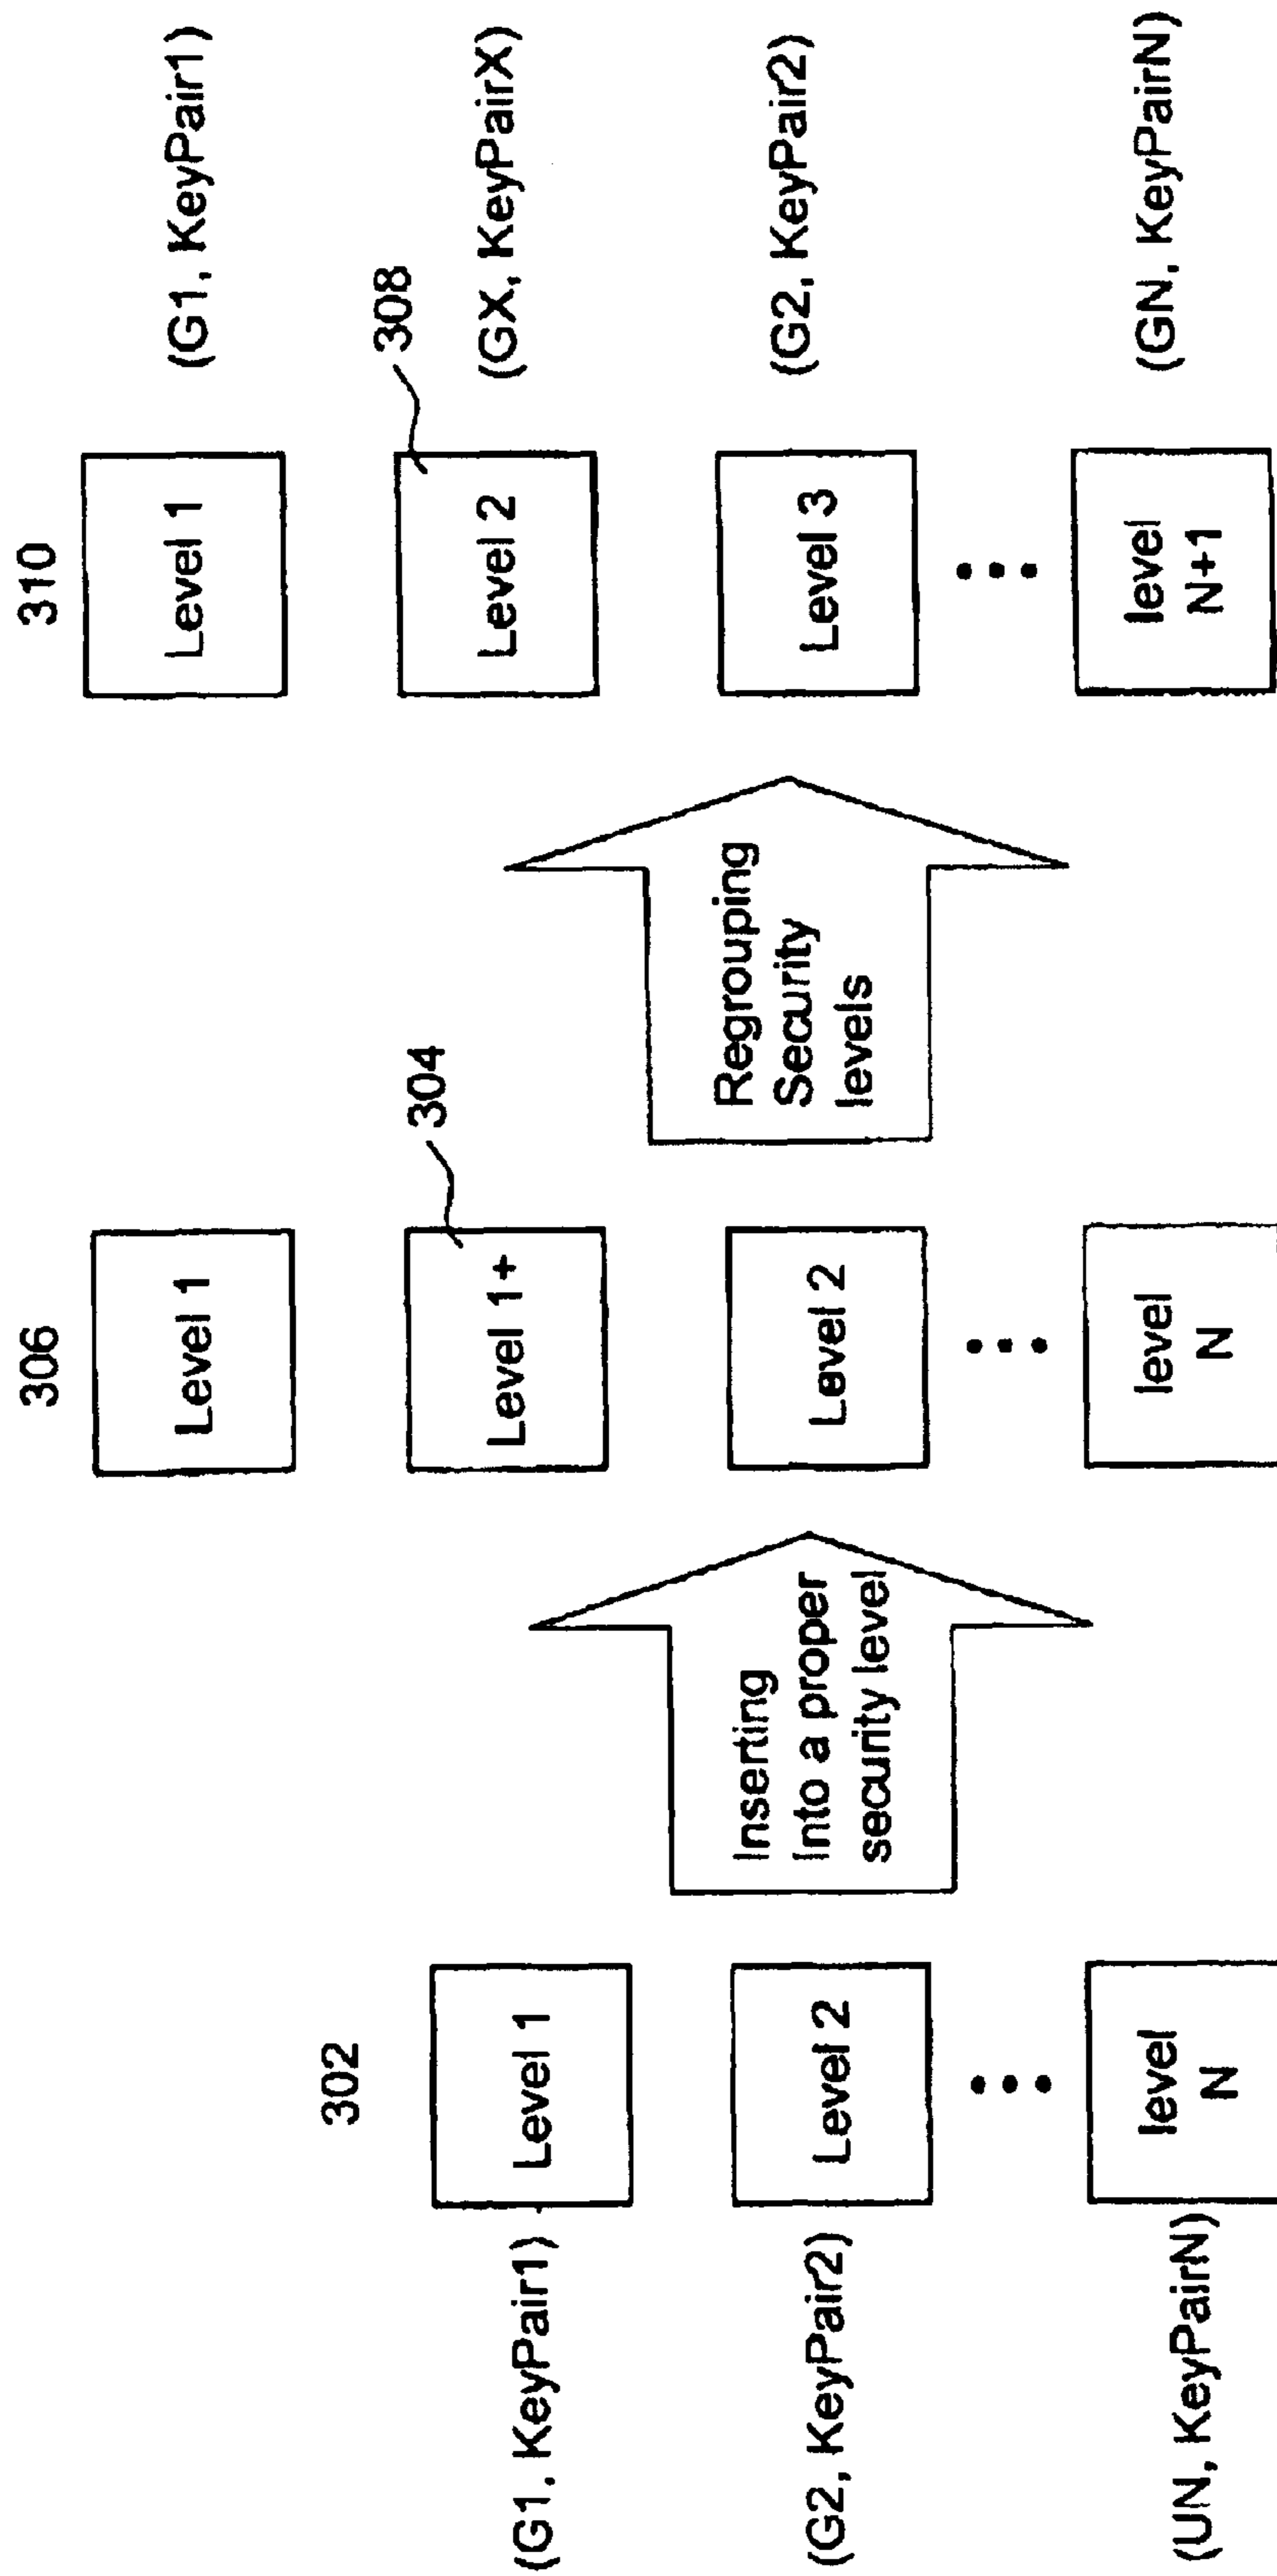 302
(G1, KeyPair1)
Level 1
(G2, KeyPair2)
Level 2
(UN, KeyPairN)
level
N
Inserting
Into a proper
security level
306
Level 1
304
Level 1+
Level 2
level
N
Regrouping
Security
levels
310
Level 1
(G1, KeyPair1)
308
Level 2
(GX, KeyPairX)
Level 3
(G2, KeyPair2)
level
N+1
(GN, KeyPairN)